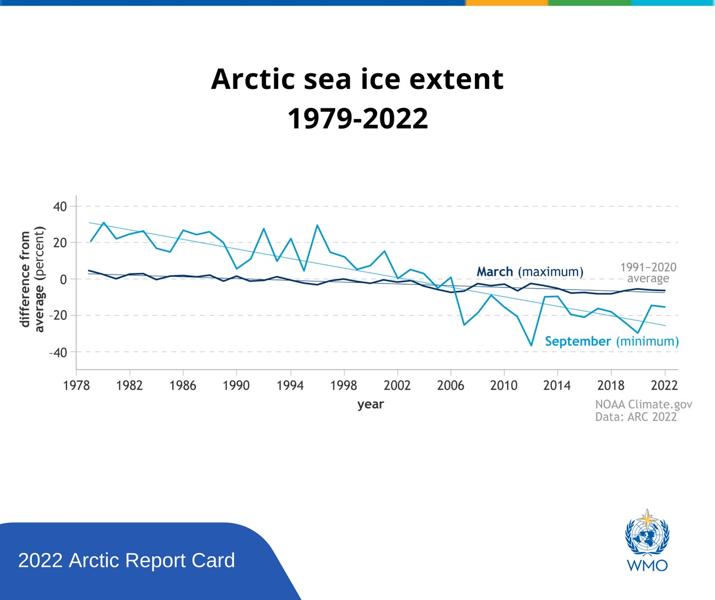 Arctic sea ice extent
1979-2022
difference from
average (percent)
40
20
0
-20
-40
March (maximum)
1991–2020
average
September (minimum)
1978
1982
1986
1990
1994
1998
2002
2006
2010
2014
2018
2022
year
NOAA Climate.gov
Data: ARC 2022
2022 Arctic Report Card
WMO